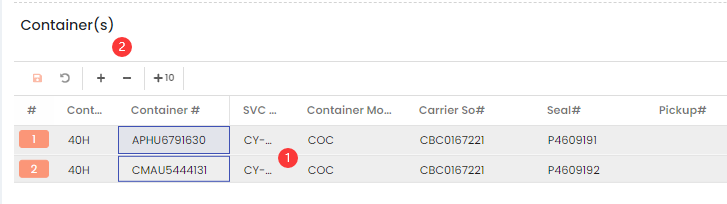 Container(s)
2
+ − +10
# Cont... Container # SVC ... Container Mo... Carrier So# Seal# Pickup#
1 40H APHU6791630 CY-... COC CBC0167221 P4609191
1
2 40H CMAU5444131 CY-... COC CBC0167221 P4609192